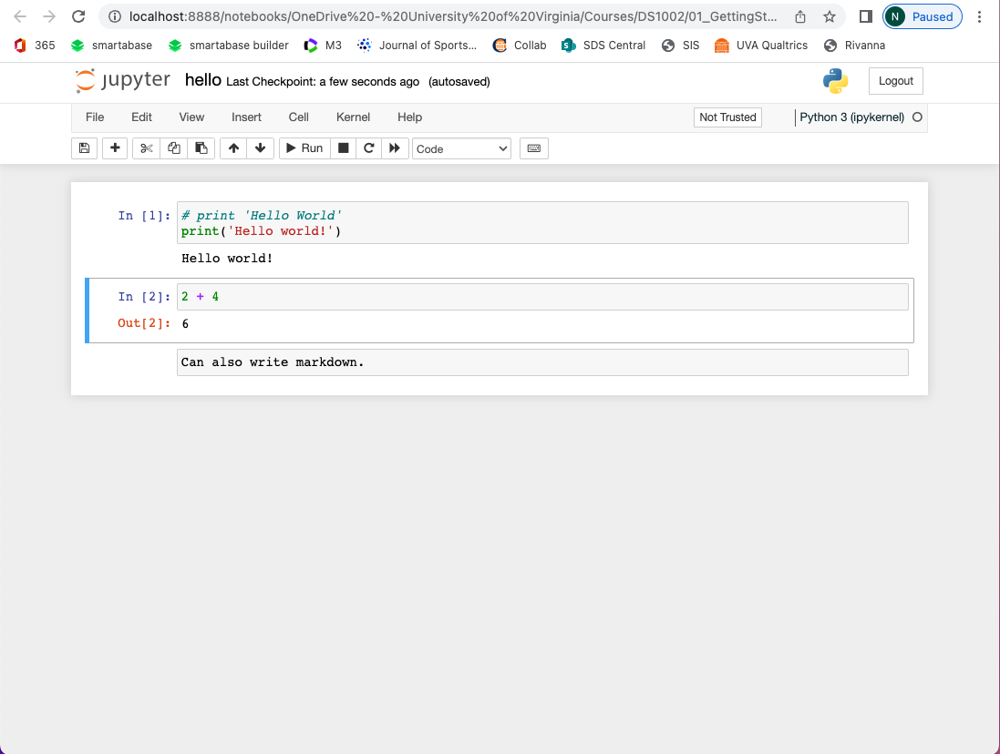 localhost:8888/notebooks/OneDrive%20-%20University%20of%20Virginia/Courses/DS1002/01_GettingSt...
N Paused
365 smartabase smartabase builder M3 Journal of Sports... Collab SDS Central SIS UVA Qualtrics Rivanna
jupyter hello Last Checkpoint: a few seconds ago (autosaved) Logout
File Edit View Insert Cell Kernel Help Not Trusted Python 3 (ipykernel)
Run Code
In [1]: # print 'Hello World'
print('Hello world!')
Hello world!
In [2]: 2 + 4
Out[2]: 6
Can also write markdown.